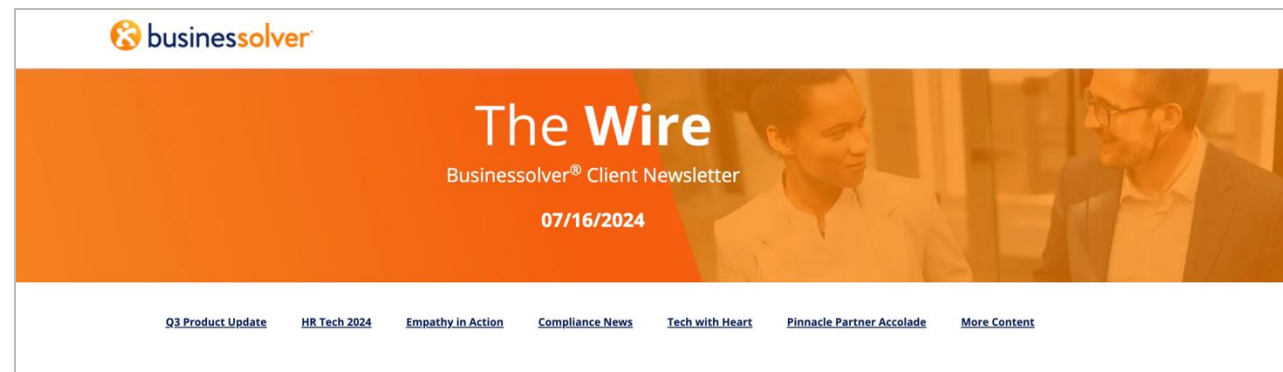 businessolver
The Wire
Businessolver® Client Newsletter
07/16/2024
Q3 Product Update HR Tech 2024 Empathy in Action Compliance News Tech with Heart Pinnacle Partner Accolade More Content